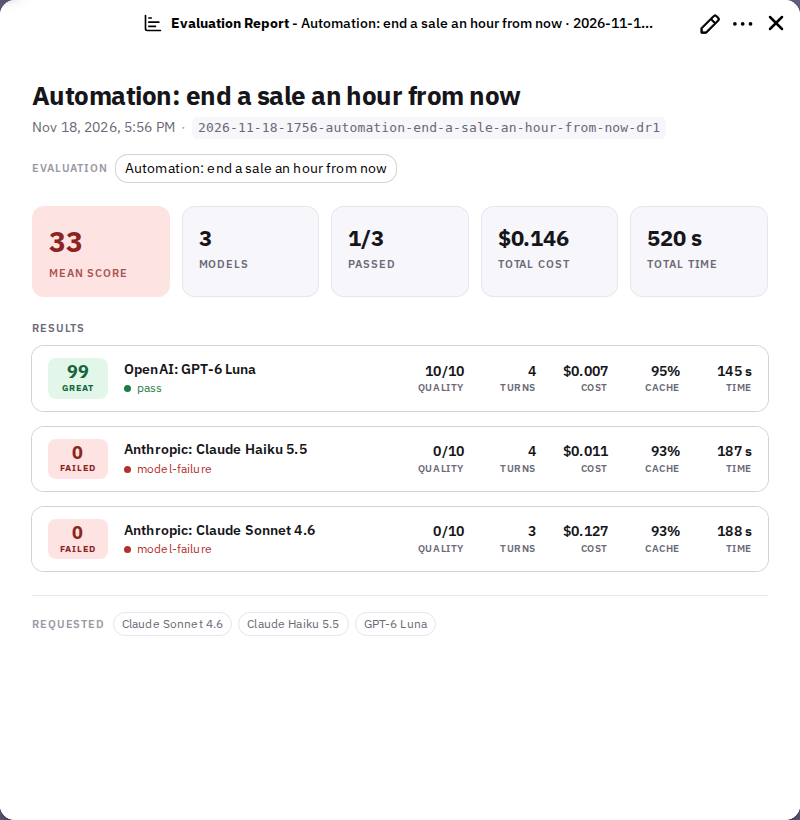 Evaluation Report - Automation: end a sale an hour from now · 2026-11-1...
Automation: end a sale an hour from now
Nov 18, 2026, 5:56 PM · 2026-11-18-1756-automation-end-a-sale-an-hour-from-now-dr1
EVALUATION Automation: end a sale an hour from now
33 3 1/3 $0.146 520 s
MEAN SCORE MODELS PASSED TOTAL COST TOTAL TIME
RESULTS
99 OpenAI: GPT-6 Luna 10/10 4 $0.007 95% 145 s
GREAT pass QUALITY TURNS COST CACHE TIME
0 Anthropic: Claude Haiku 5.5 0/10 4 $0.011 93% 187 s
FAILED model-failure QUALITY TURNS COST CACHE TIME
0 Anthropic: Claude Sonnet 4.6 0/10 3 $0.127 93% 188 s
FAILED model-failure QUALITY TURNS COST CACHE TIME
REQUESTED Claude Sonnet 4.6 Claude Haiku 5.5 GPT-6 Luna